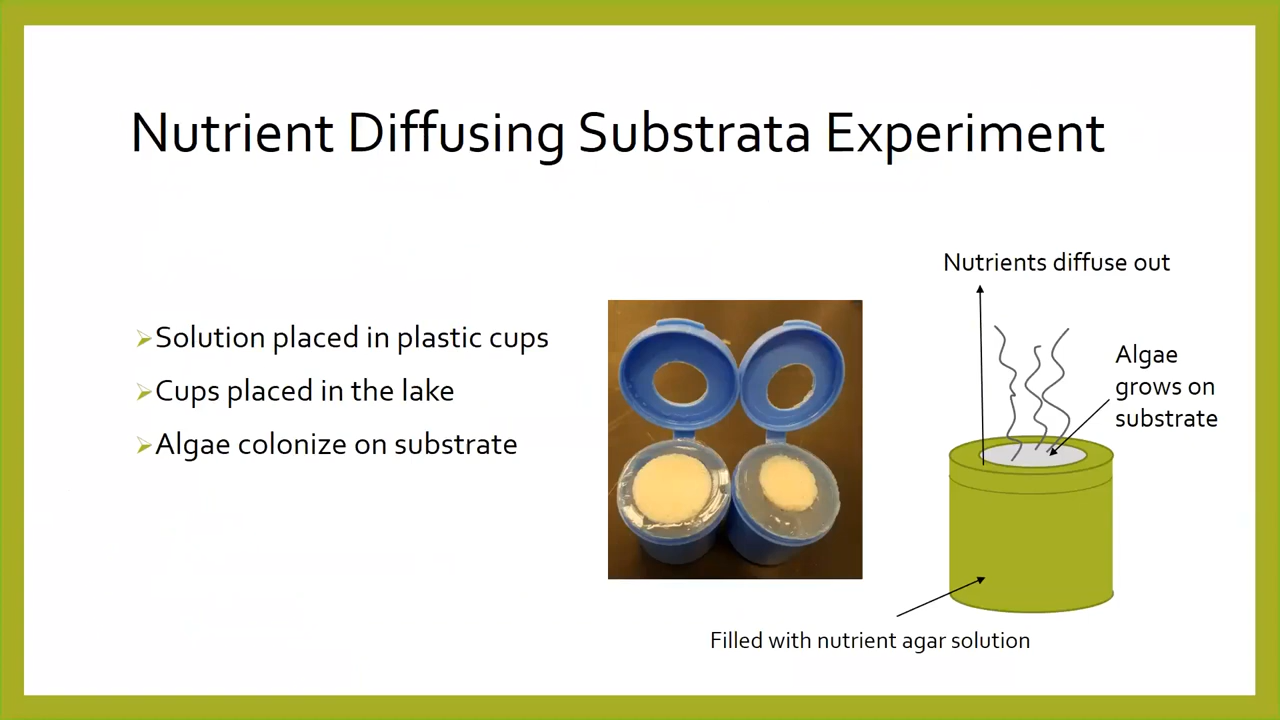 Nutrient Diffusing Substrata Experiment
Solution placed in plastic cups
Cups placed in the lake
Algae colonize on substrate
Nutrients diffuse out
Algae
grows on
substrate
Filled with nutrient agar solution